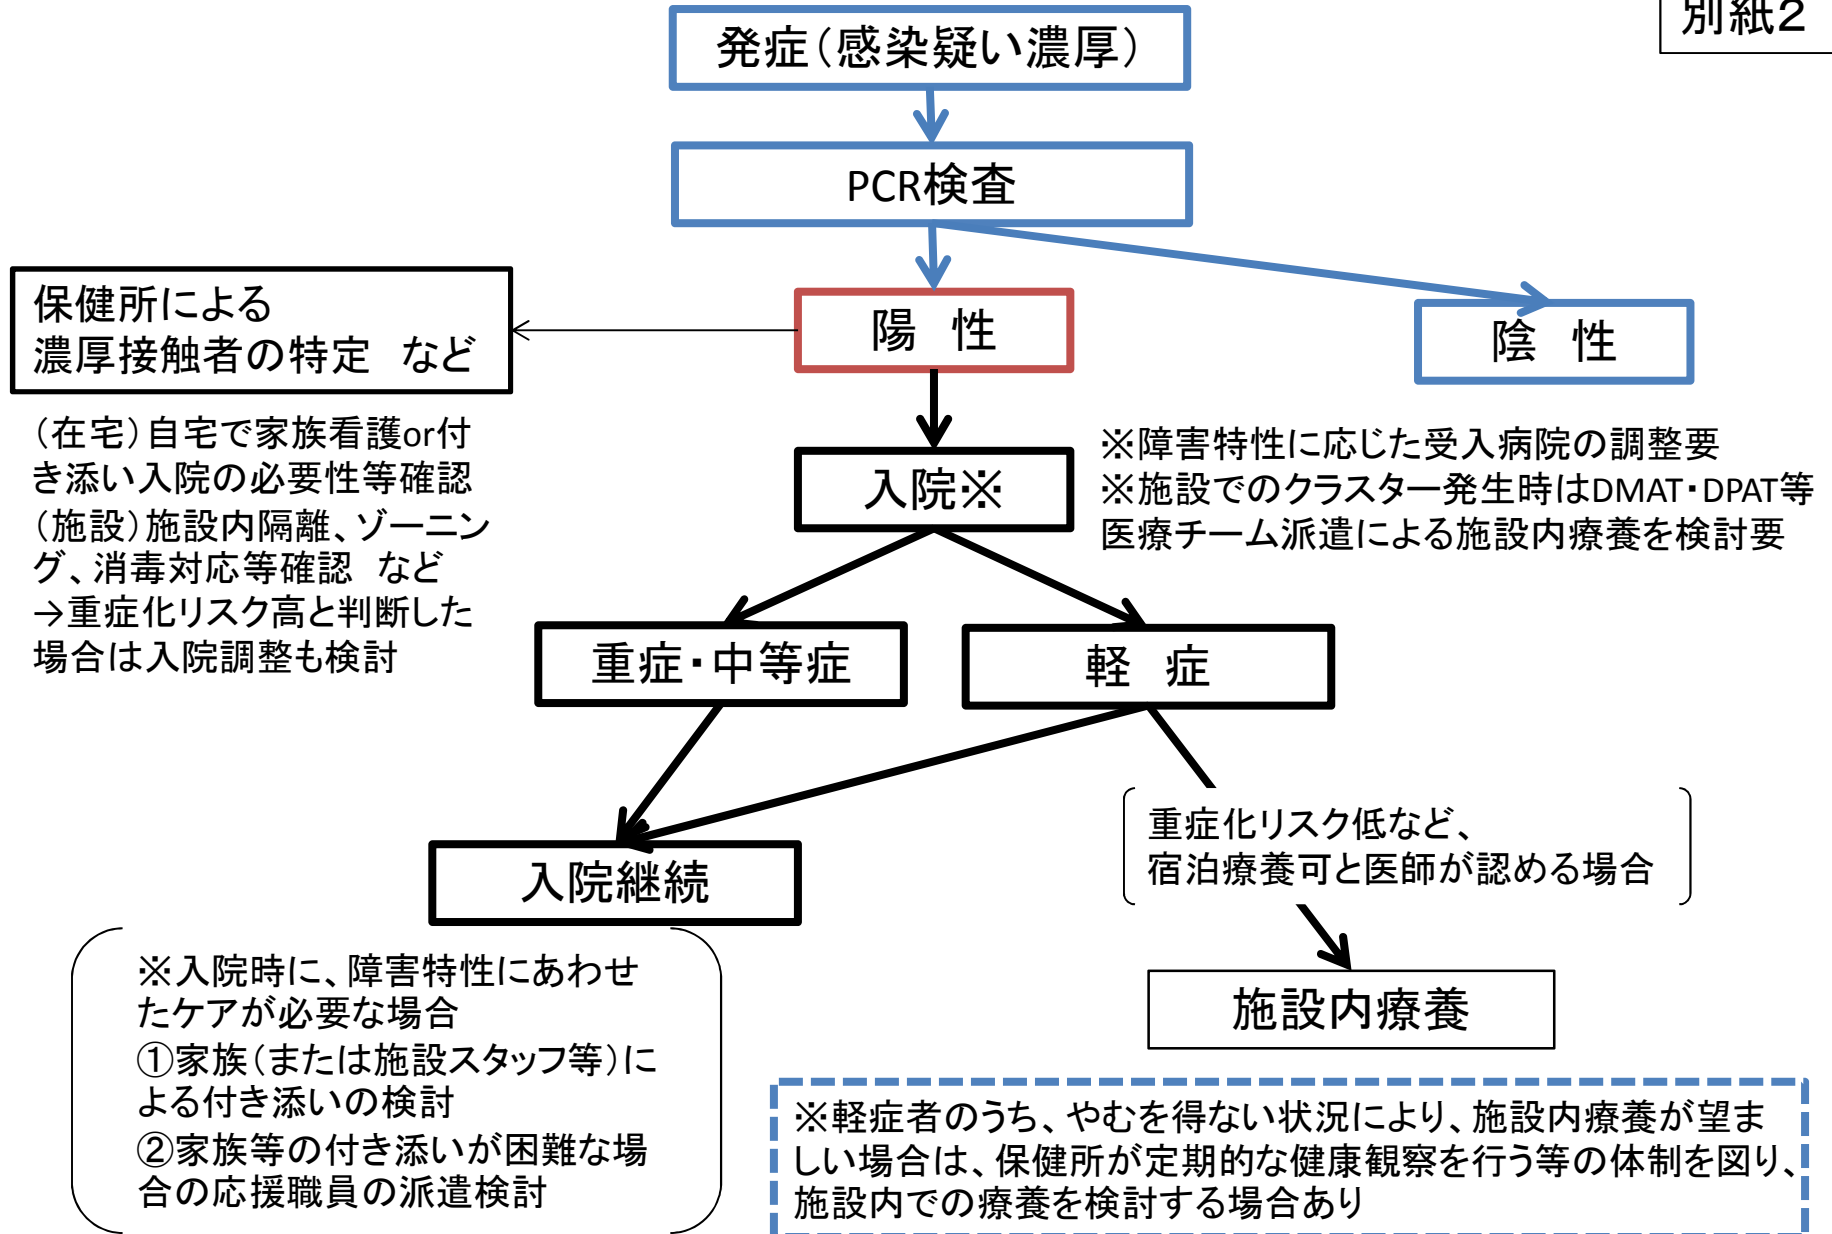 別紙2
発症（感染疑い濃厚）
PCR検査
保健所による
濃厚接触者の特定　など
陽　性
陰　性
（在宅）自宅で家族看護or付
き添い入院の必要性等確認
（施設）施設内隔離、ゾーニン
グ、消毒対応等確認　など
→重症化リスク高と判断した
場合は入院調整も検討
入院※
※障害特性に応じた受入病院の調整要
※施設でのクラスター発生時はDMAT・DPAT等
医療チーム派遣による施設内療養を検討要
重症・中等症
軽　症
重症化リスク低など、
宿泊療養可と医師が認める場合
入院継続
※入院時に、障害特性にあわせ
たケアが必要な場合
①家族（または施設スタッフ等）に
よる付き添いの検討
②家族等の付き添いが困難な場
合の応援職員の派遣検討
施設内療養
※軽症者のうち、やむを得ない状況により、施設内療養が望ま
しい場合は、保健所が定期的な健康観察を行う等の体制を図り、
施設内での療養を検討する場合あり